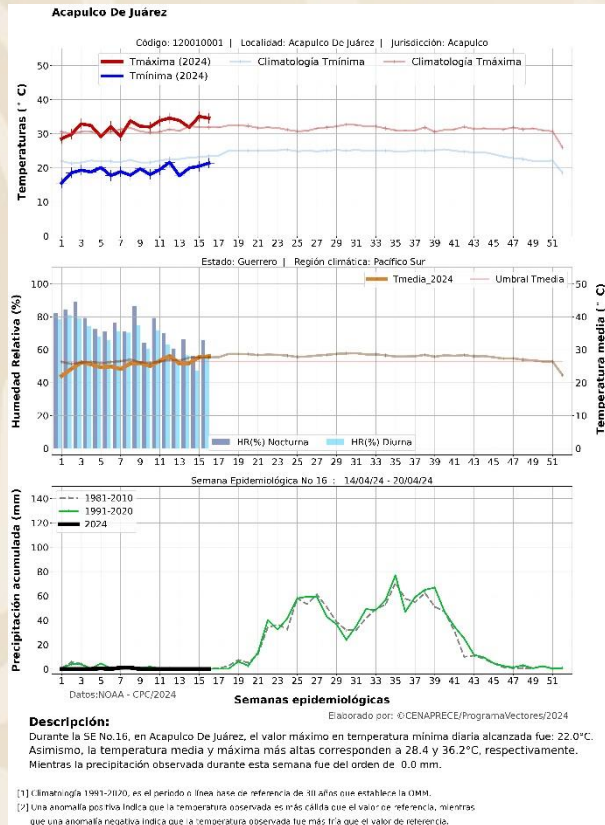 Acapulco De Juárez
Código: 120010001 | Localidad: Acapulco De Juárez | Jurisdicción: Acapulco
Tmáxima (2024)
Tmínima (2024)
Climatología Tmínima
Climatología Tmáxima
Temperaturas (° C)
50
40
30
20
10
0
1 3 5 7 9 11 13 15 17 19 21 23 25 27 29 31 33 35 37 39 41 43 45 47 49 51
Estado: Guerrero | Región climática: Pacífico Sur
Tmedia_2024
Umbral Tmedia
Humedad Relativa (%)
100
80
60
40
20
0
Temperatura media (° C)
50
40
30
20
10
0
HR(%) Nocturna
HR(%) Diurna
1 3 5 7 9 11 13 15 17 19 21 23 25 27 29 31 33 35 37 39 41 43 45 47 49 51
Semana Epidemiológica No 16 : 14/04/24 - 20/04/24
1981-2010
1991-2020
2024
Precipitación acumulada (mm)
140
120
100
80
60
40
20
0
1 3 5 7 9 11 13 15 17 19 21 23 25 27 29 31 33 35 37 39 41 43 45 47 49 51
Datos:NOAA - CPC/2024
Semanas epidemiológicas
Elaborado por: ©CENAPRECE/ProgramaVectores/2024
Descripción:
Durante la SE No.16, en Acapulco De Juárez, el valor máximo en temperatura mínima diaria alcanzada fue: 22.0°C.
Asimismo, la temperatura media y máxima más altas corresponden a 28.4 y 36.2°C, respectivamente.
Mientras la precipitación observada durante esta semana fue del orden de 0.0 mm.
[1] Climatología 1991-2020, es el periodo o línea base de referencia de 30 años que establece la OMM.
[2] Una anomalía positiva indica que la temperatura observada es más cálida que el valor de referencia, mientras
que una anomalía negativa indica que la temperatura observada fue más fría que el valor de referencia.